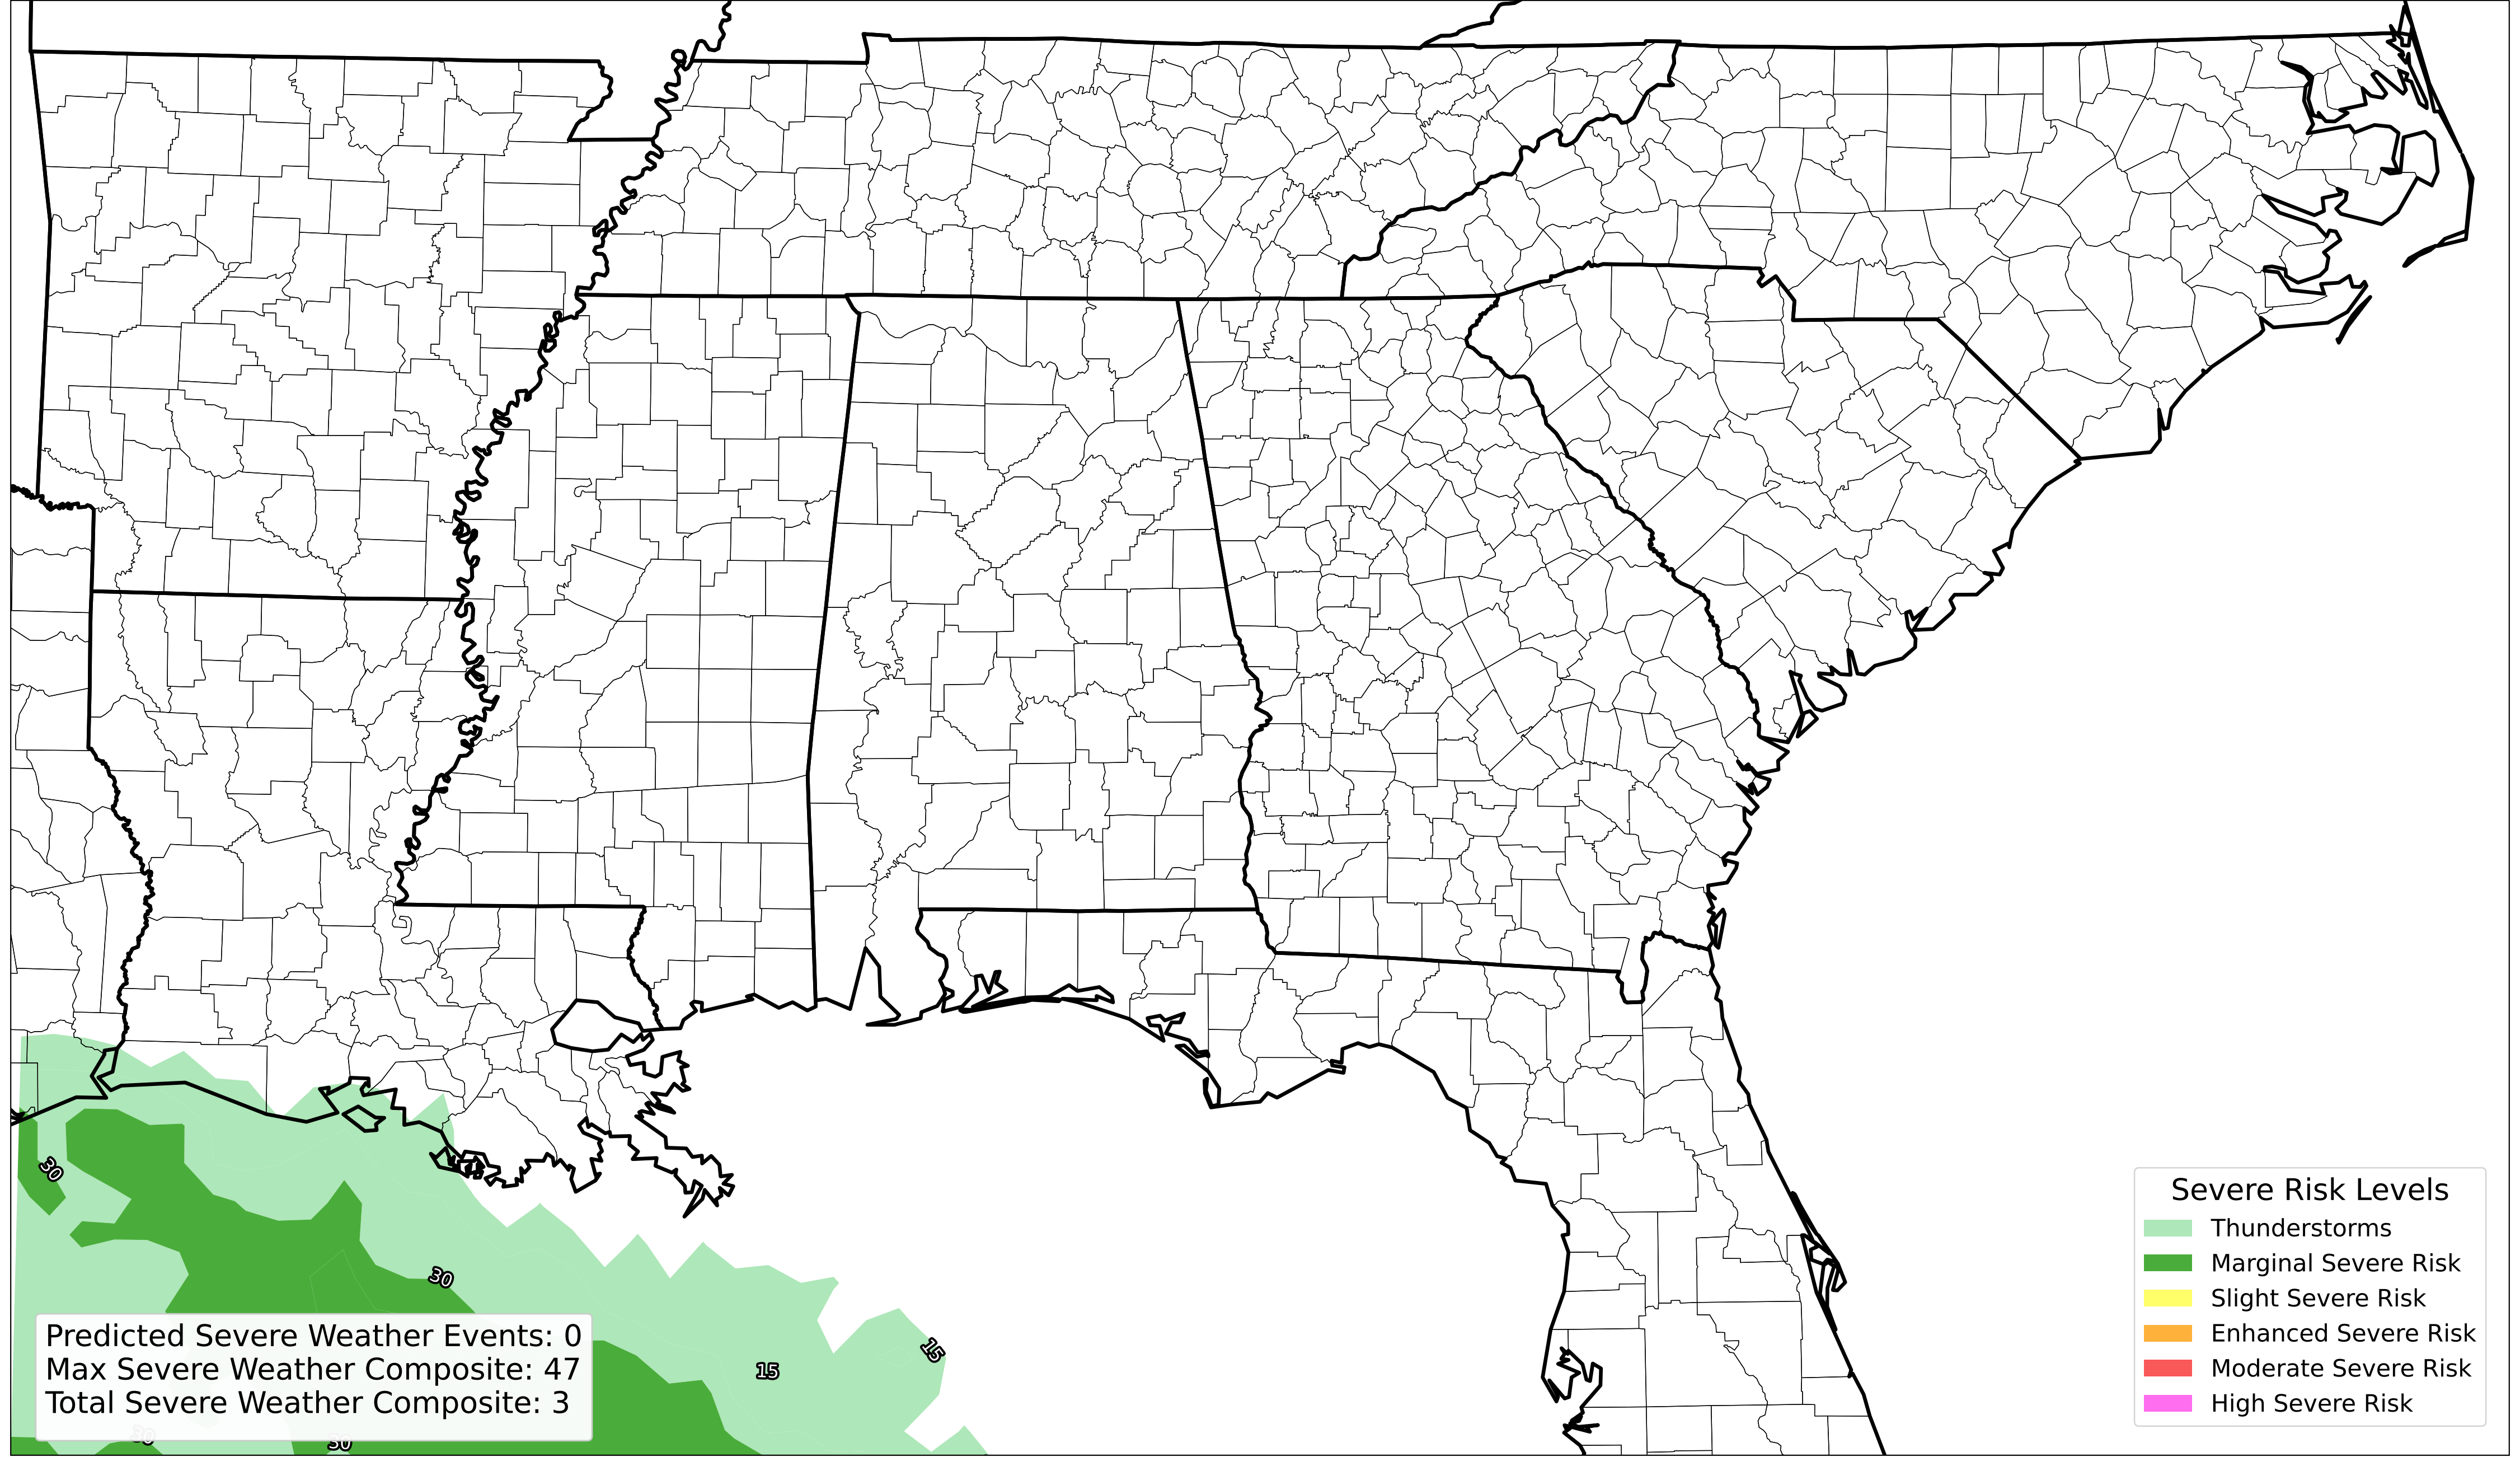 30
30
15
15
Predicted Severe Weather Events: 0
Max Severe Weather Composite: 47
Total Severe Weather Composite: 3
30
30
Severe Risk Levels
Thunderstorms
Marginal Severe Risk
Slight Severe Risk
Enhanced Severe Risk
Moderate Severe Risk
High Severe Risk